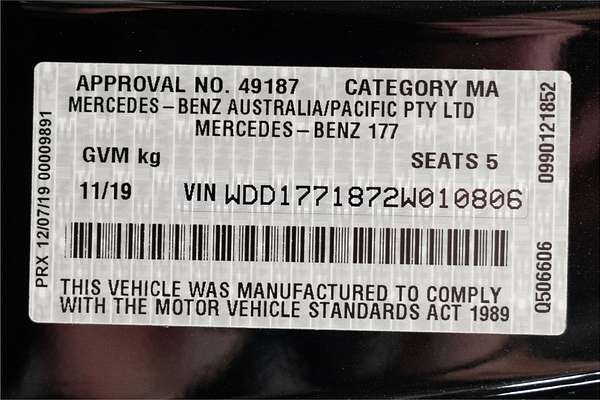 APPROVAL NO. 49187 CATEGORY MA
MERCEDES-BENZ AUSTRALIA/PACIFIC PTY LTD
MERCEDES-BENZ 177
GVM kg SEATS 5
11/19 VIN WDD1771872W010806
THIS VEHICLE WAS MANUFACTURED TO COMPLY
WITH THE MOTOR VEHICLE STANDARDS ACT 1989
PRX 12/07/19 00009891
0990121852
Q506606